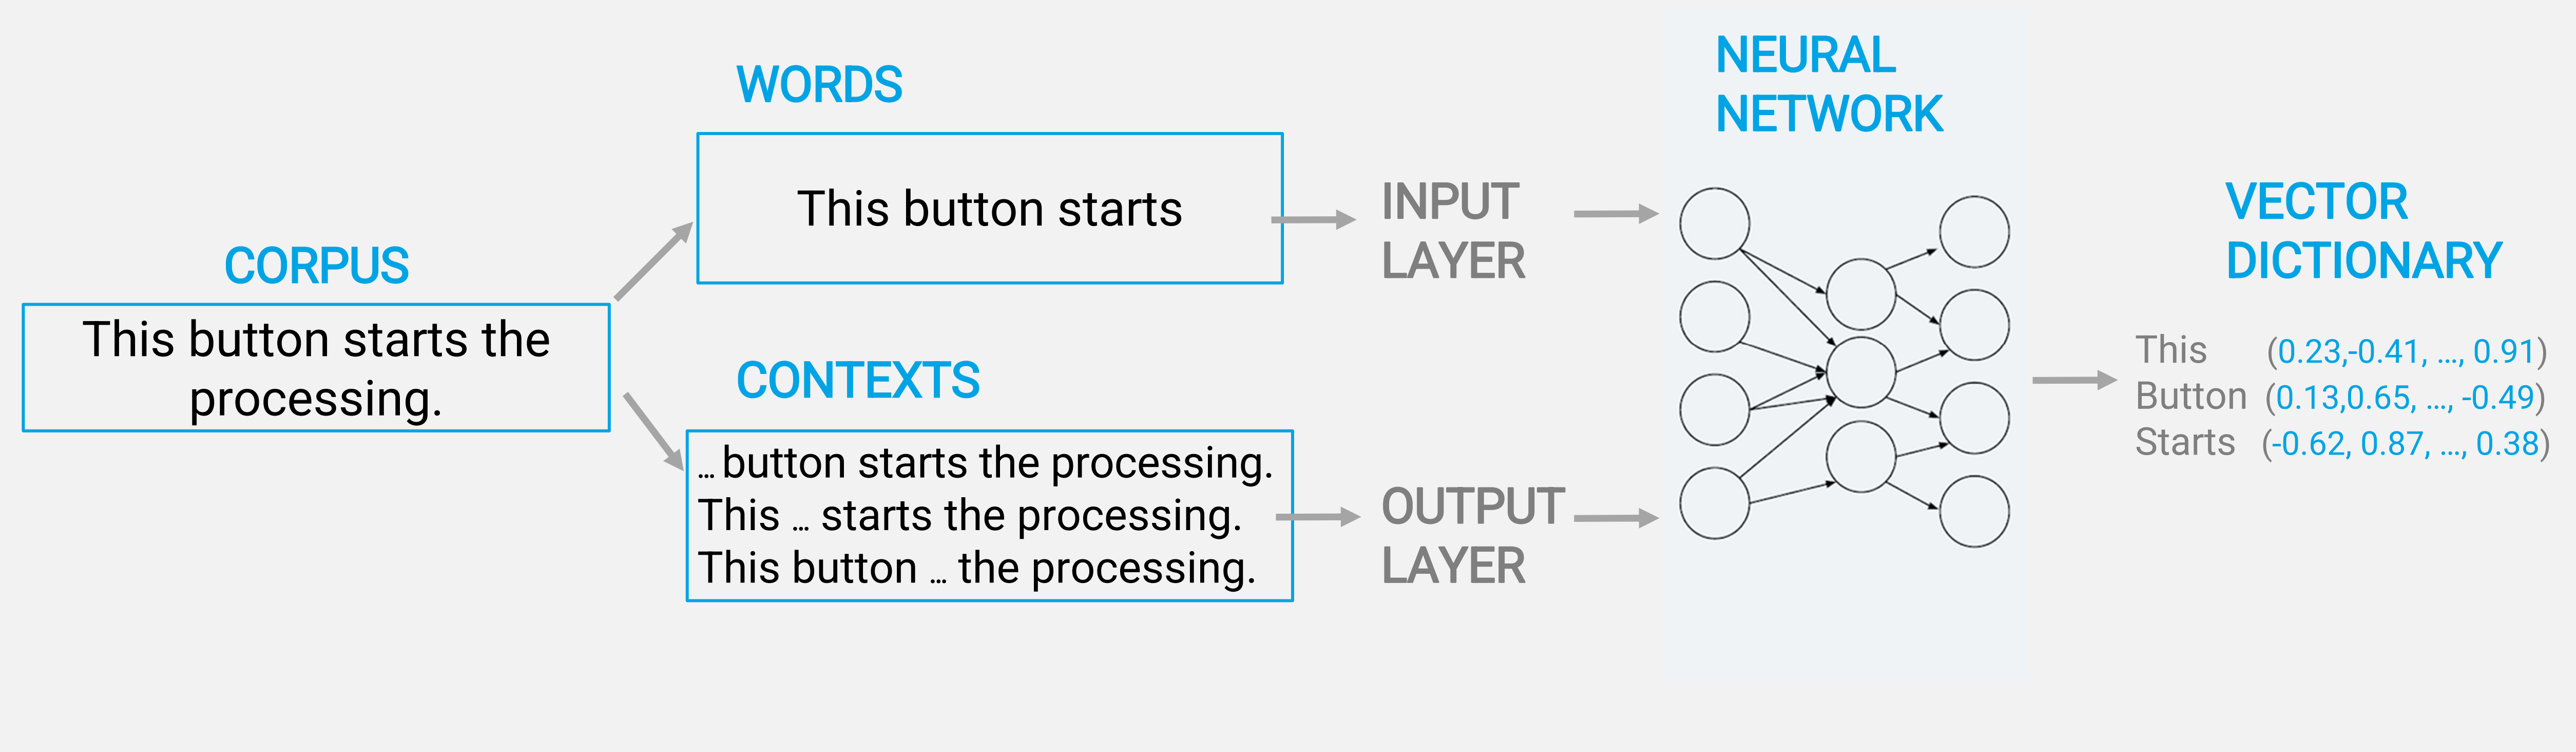 CORPUS
This button starts the
processing.
WORDS
This button starts
CONTEXTS
... button starts the processing.
This ... starts the processing.
This button ... the processing.
INPUT
LAYER
OUTPUT
LAYER
NEURAL
NETWORK
VECTOR
DICTIONARY
This (0.23,-0.41, ..., 0.91)
Button (0.13,0.65, ..., -0.49)
Starts (-0.62, 0.87, ..., 0.38)